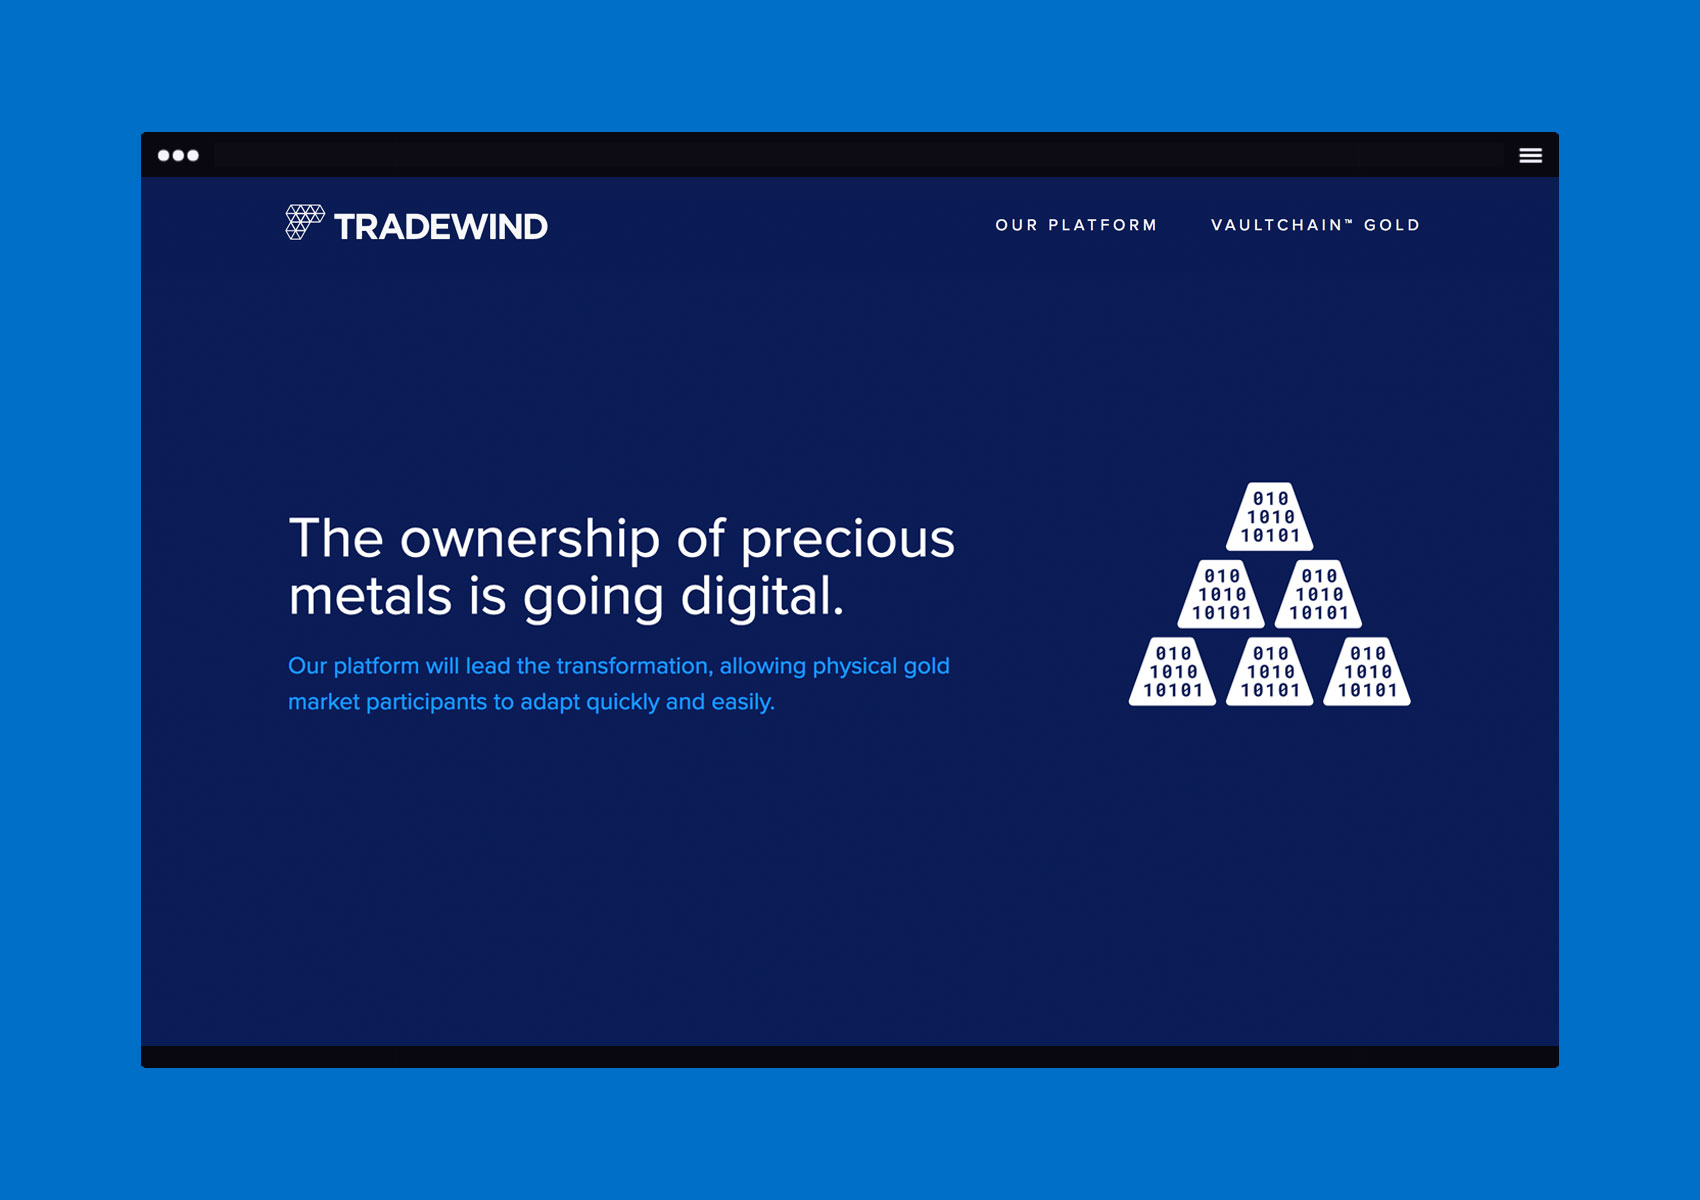 TRADEWIND
OUR PLATFORM
VAULTCHAIN™ GOLD
The ownership of precious
metals is going digital.
Our platform will lead the transformation, allowing physical gold
market participants to adapt quickly and easily.
010
1010
10101
010
1010
10101
010
1010
10101
010
1010
10101
010
1010
10101
010
1010
10101